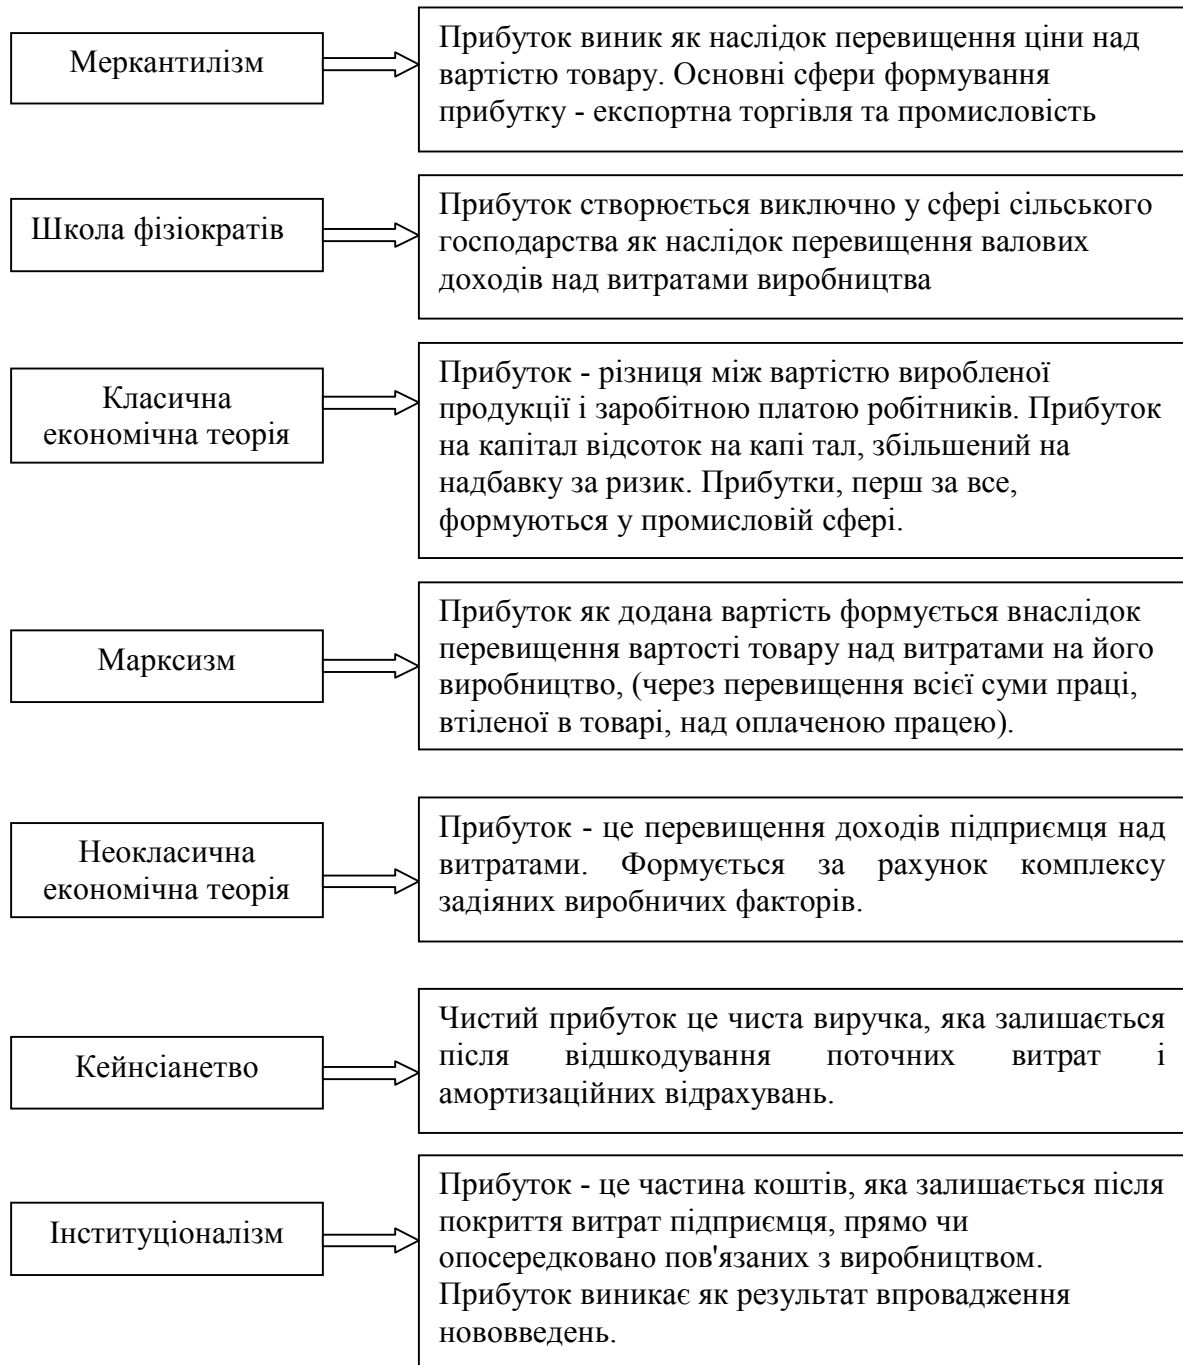 Меркантилізм
Прибуток виник як наслідок перевищення ціни над
вартістю товару. Основні сфери формування
прибутку - експортна торгівля та промисловість
Школа фізіократів
Прибуток створюється виключно у сфері сільського
господарства як наслідок перевищення валових
доходів над витратами виробництва
Класична
економічна теорія
Прибуток - різниця між вартістю виробленої
продукції і заробітною платою робітників. Прибуток
на капітал відсоток на капі тал, збільшений на
надбавку за ризик. Прибутки, перш за все,
формуються у промисловій сфері.
Марксизм
Прибуток як додана вартість формується внаслідок
перевищення вартості товару над витратами на його
виробництво, (через перевищення всієї суми праці,
втіленої в товарі, над оплаченою працею).
Неокласична
економічна теорія
Прибуток - це перевищення доходів підприємця над
витратами. Формується за рахунок комплексу
задіяних виробничих факторів.
Кейнсіанетво
Чистий прибуток це чиста виручка, яка залишається
після відшкодування поточних витрат і
амортизаційних відрахувань.
Інституціоналізм
Прибуток - це частина коштів, яка залишається після
покриття витрат підприємця, прямо чи
опосередковано пов'язаних з виробництвом.
Прибуток виникає як результат впровадження
нововведень.